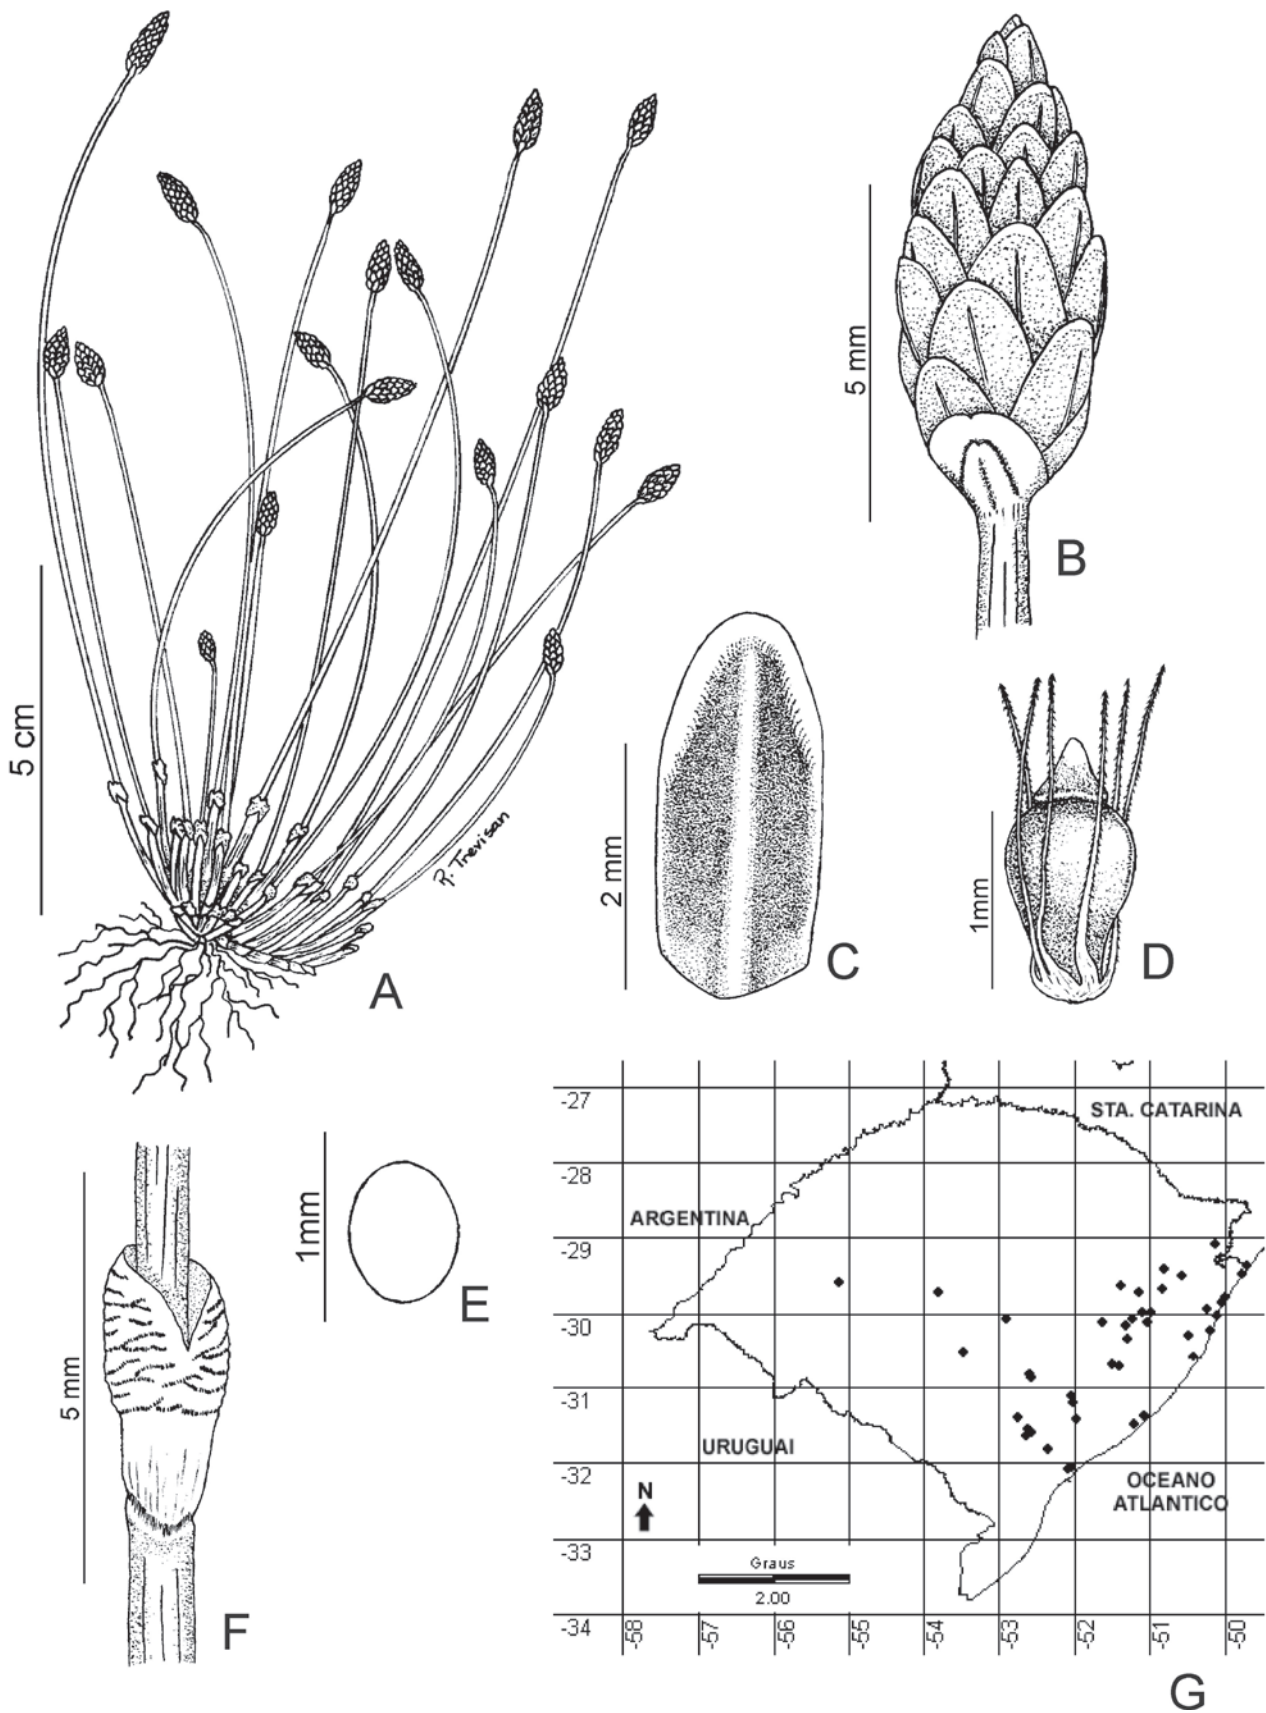 5 cm
R. Trevisan
A
5 mm
B
2 mm
C
1mm
D
1mm
E
5 mm
F
-27
-28
-29
-30
-31
-32
-33
-34
STA. CATARINA
ARGENTINA
URUGUAI
OCEANO
ATLANTICO
N
Graus
2.00
-58
-57
-56
-55
-54
-53
-52
-51
-50
G